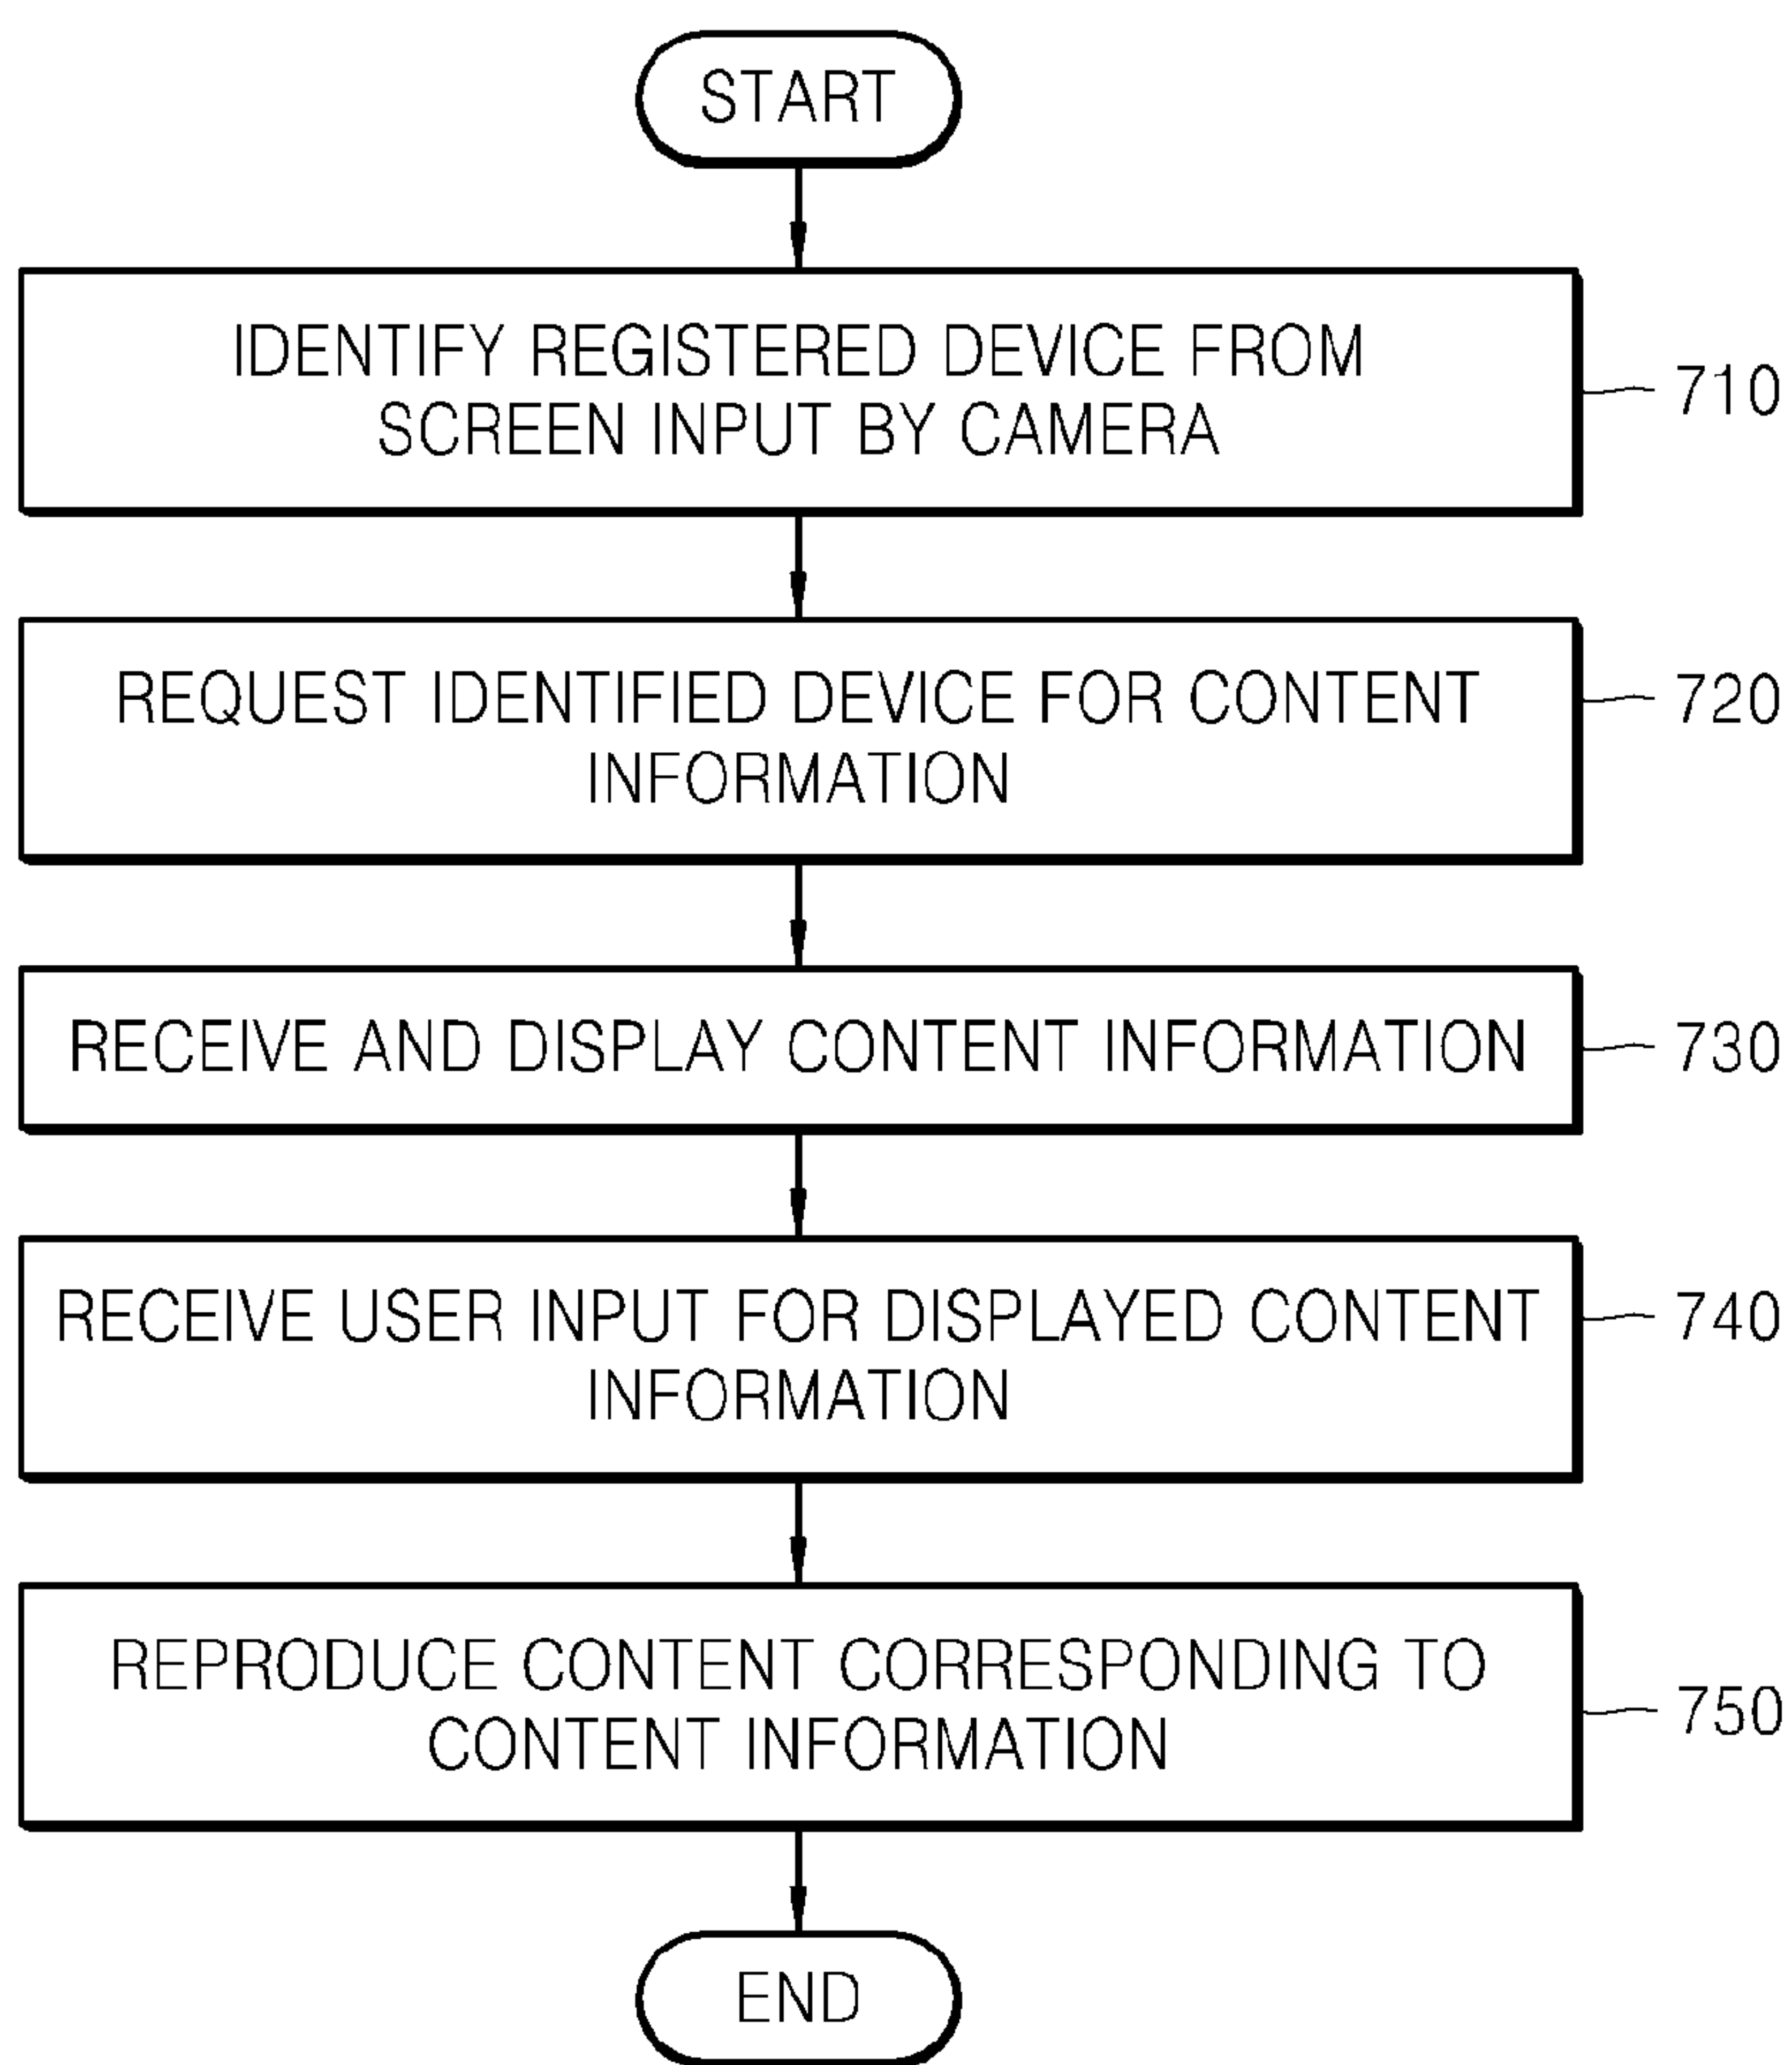 START
IDENTIFY REGISTERED DEVICE FROM
SCREEN INPUT BY CAMERA
710
REQUEST IDENTIFIED DEVICE FOR CONTENT
INFORMATION
720
RECEIVE AND DISPLAY CONTENT INFORMATION
730
RECEIVE USER INPUT FOR DISPLAYED CONTENT
INFORMATION
740
REPRODUCE CONTENT CORRESPONDING TO
CONTENT INFORMATION
750
END